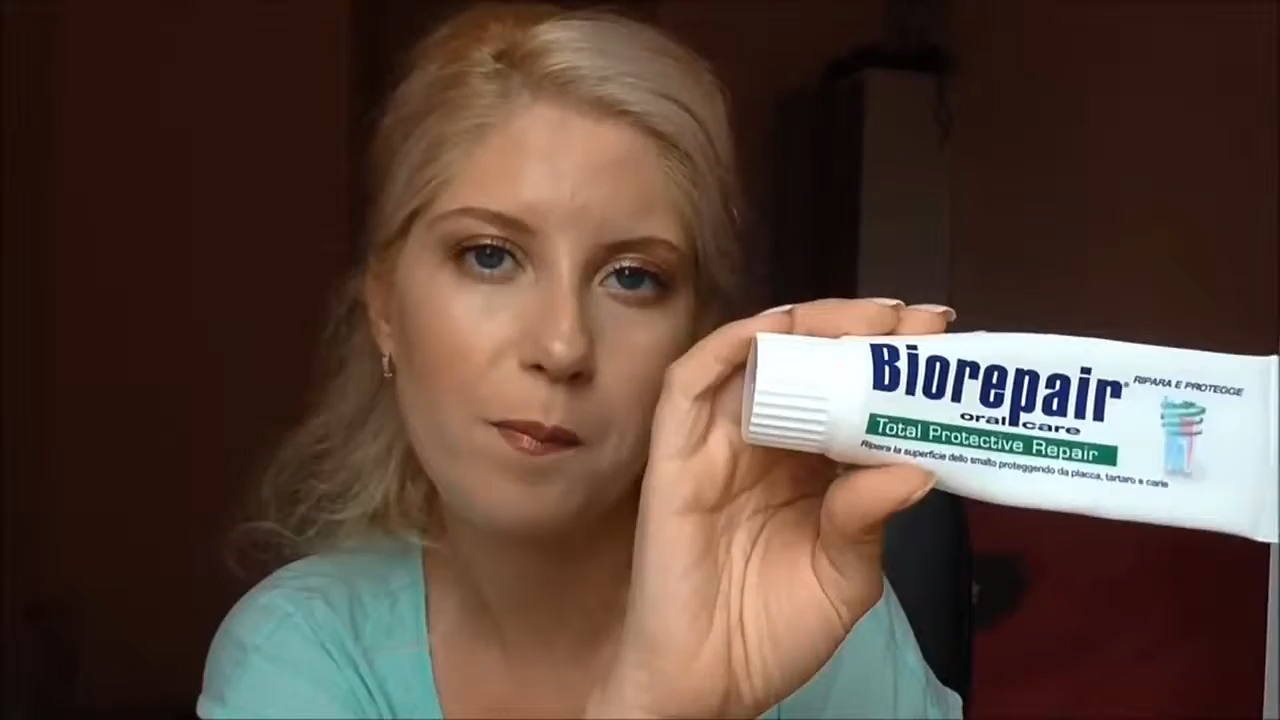 Biorepair®
RIPARA E PROTEGGE
oral care
Total Protective Repair
Ripara la superficie dello smalto proteggendo da placca, tartaro e carie